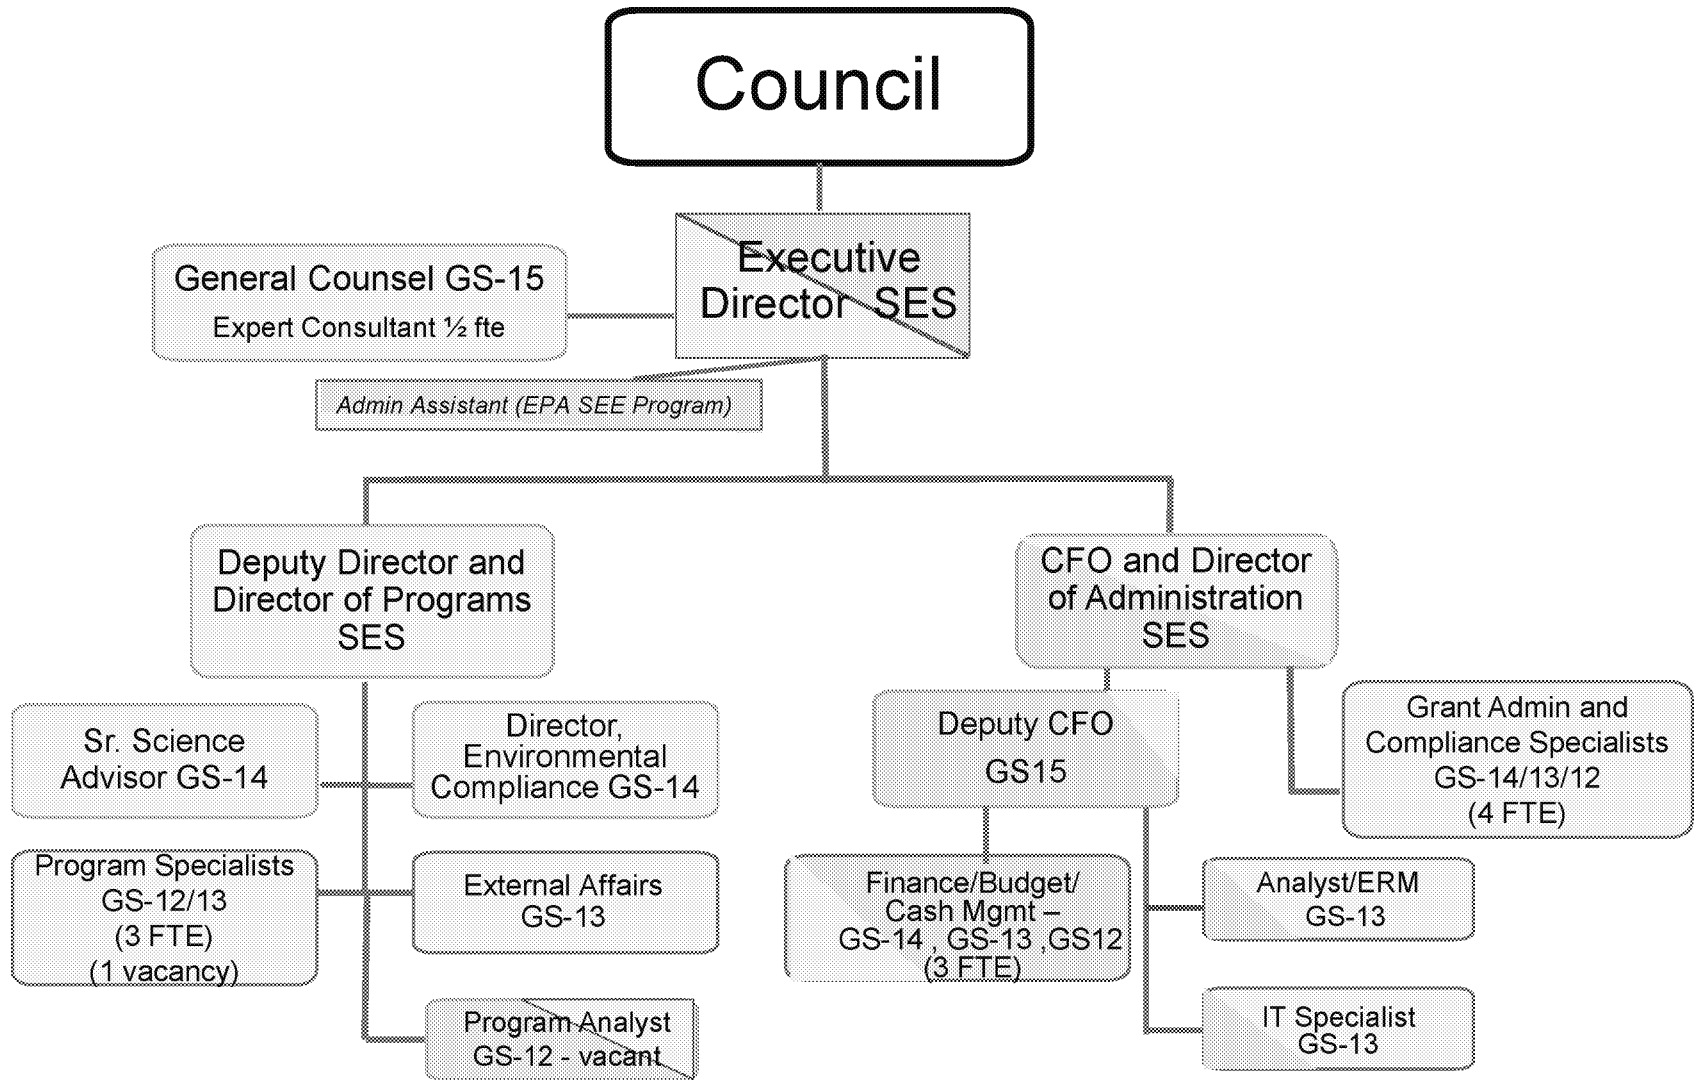 Council
Executive
Director  SES
General Counsel GS-15
Expert Consultant ½ fte
Admin Assistant (EPA SEE Program)
Deputy Director and
Director of Programs
SES
CFO and Director
of Administration
SES
Sr. Science
Advisor GS-14
Director,
Environmental
Compliance GS-14
Program Specialists
GS-12/13
(3 FTE)
(1 vacancy)
External Affairs
GS-13
Program Analyst
GS-12 - vacant
Deputy CFO
GS15
Grant Admin and
Compliance Specialists
GS-14/13/12
(4 FTE)
Finance/Budget/
Cash Mgmt –
GS-14 , GS-13 ,GS12
(3 FTE)
Analyst/ERM
GS-13
IT Specialist
GS-13